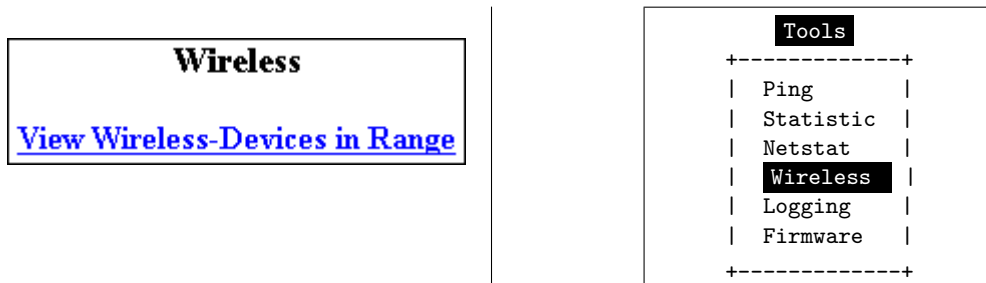 Wireless
View Wireless-Devices in Range
Tools
+-------------+
| Ping |
| Statistic |
| Netstat |
| Wireless |
| Logging |
| Firmware |
+-------------+